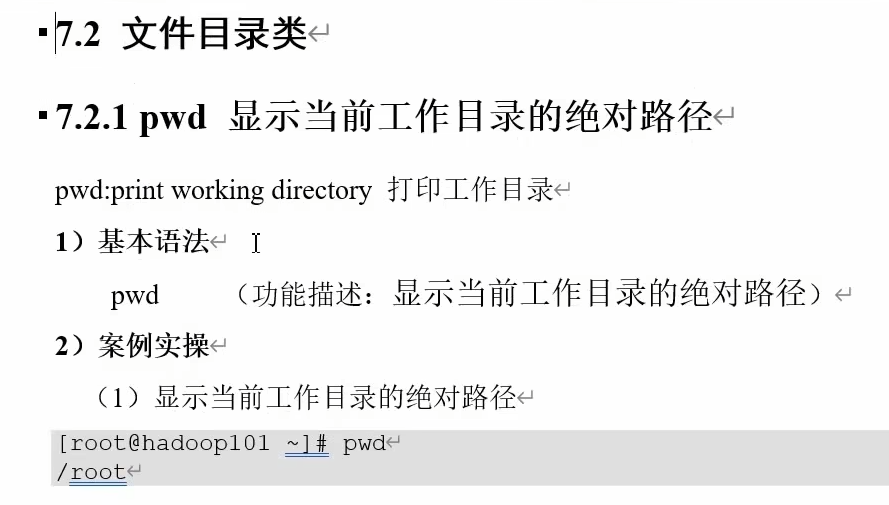 7.2 文件目录类
7.2.1 pwd 显示当前工作目录的绝对路径
pwd:print working directory 打印工作目录
1）基本语法
pwd （功能描述：显示当前工作目录的绝对路径）
2）案例实操
（1）显示当前工作目录的绝对路径
[root@hadoop101 ~]# pwd
/root